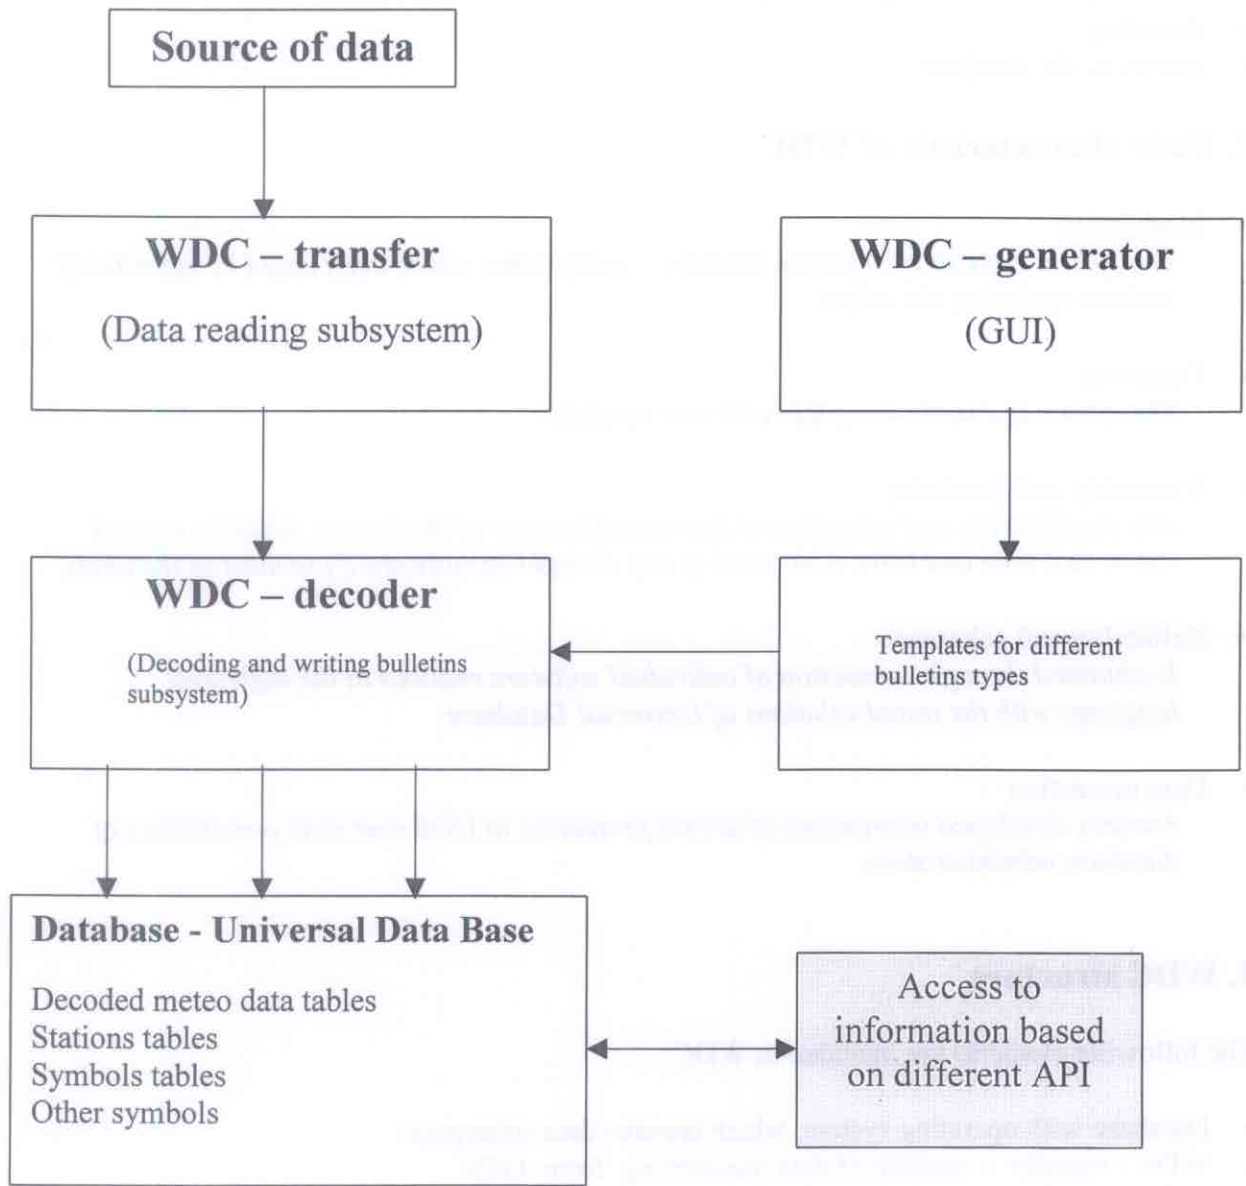 Source of data
WDC – transfer
(Data reading subsystem)
WDC – generator
(GUI)
WDC – decoder
(Decoding and writing bulletins
subsystem)
Templates for different
bulletins types
Database - Universal Data Base
Decoded meteo data tables
Stations tables
Symbols tables
Other symbols
Access to
information based
on different API